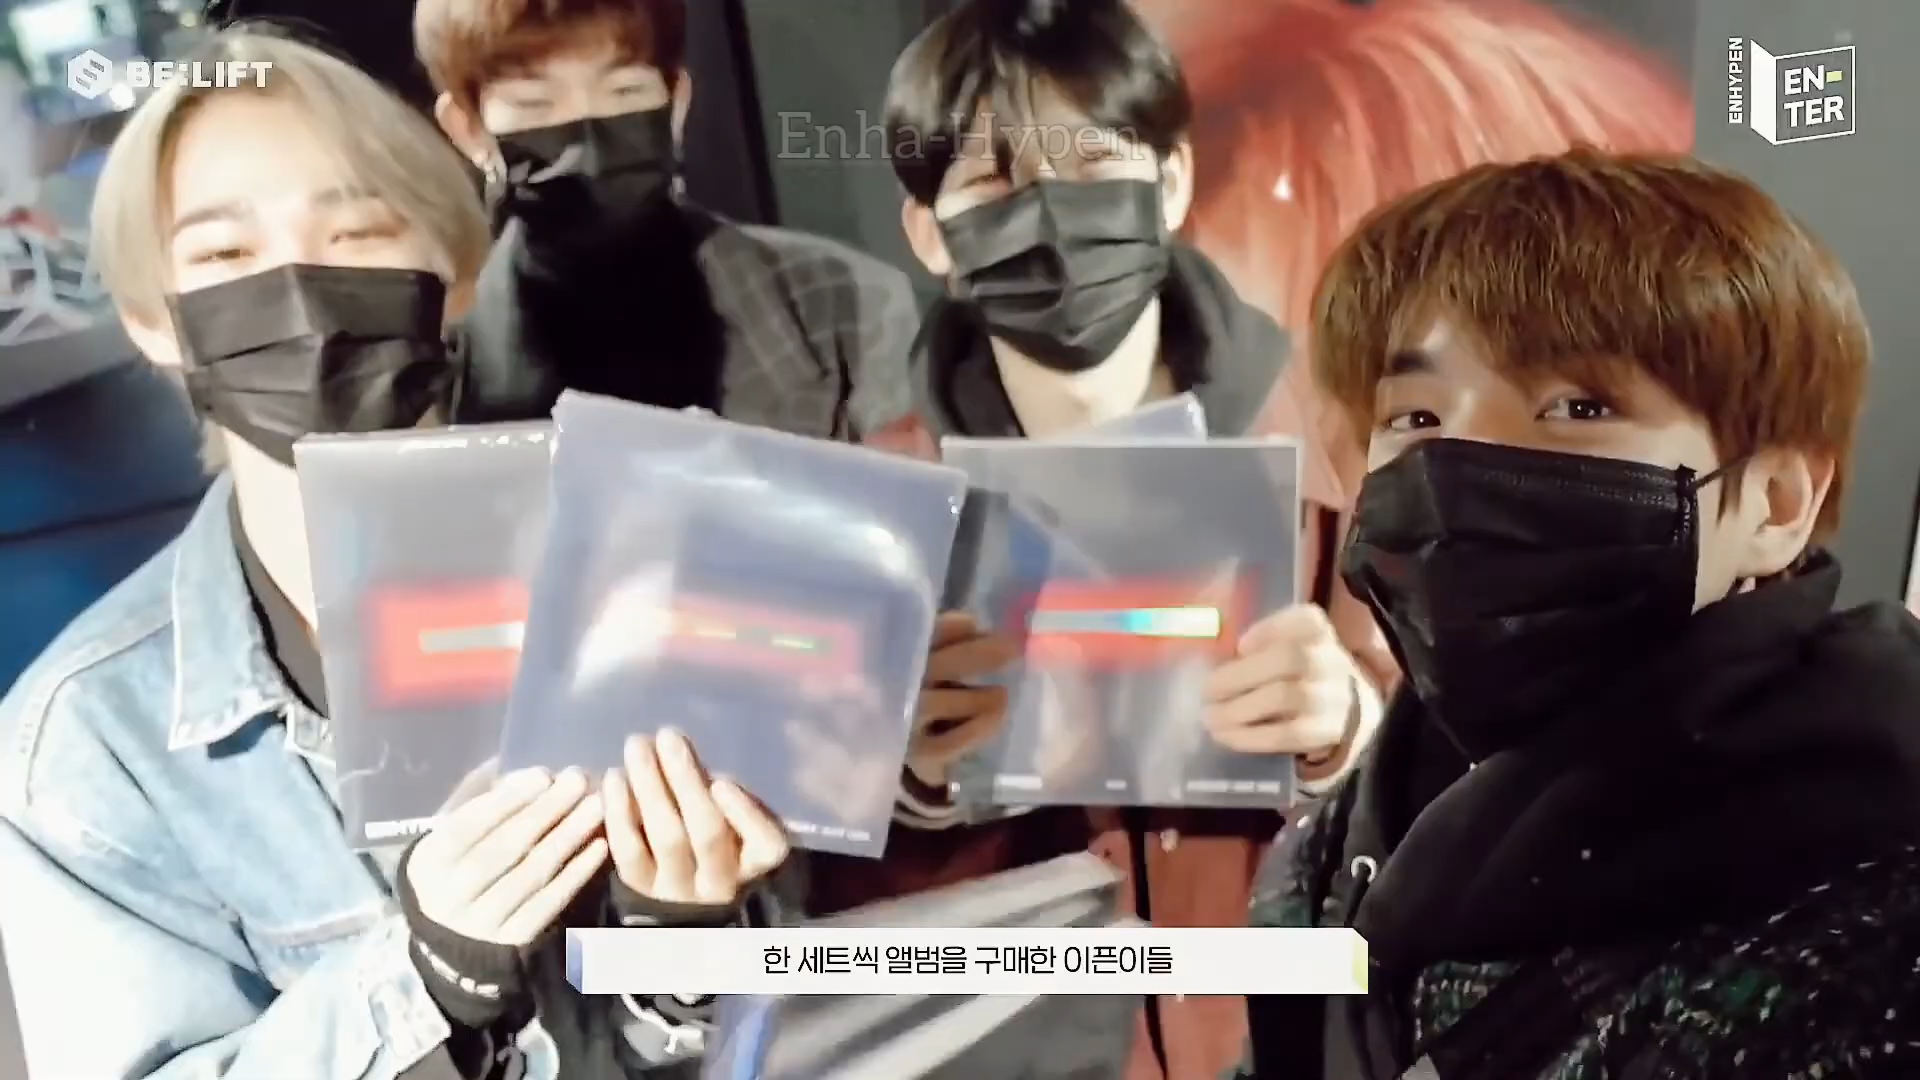 BE:LIFT
ENHYPEN
EN-
TER
Enha-Hypen
한 세트씩 앨범을 구매한 이픈이들